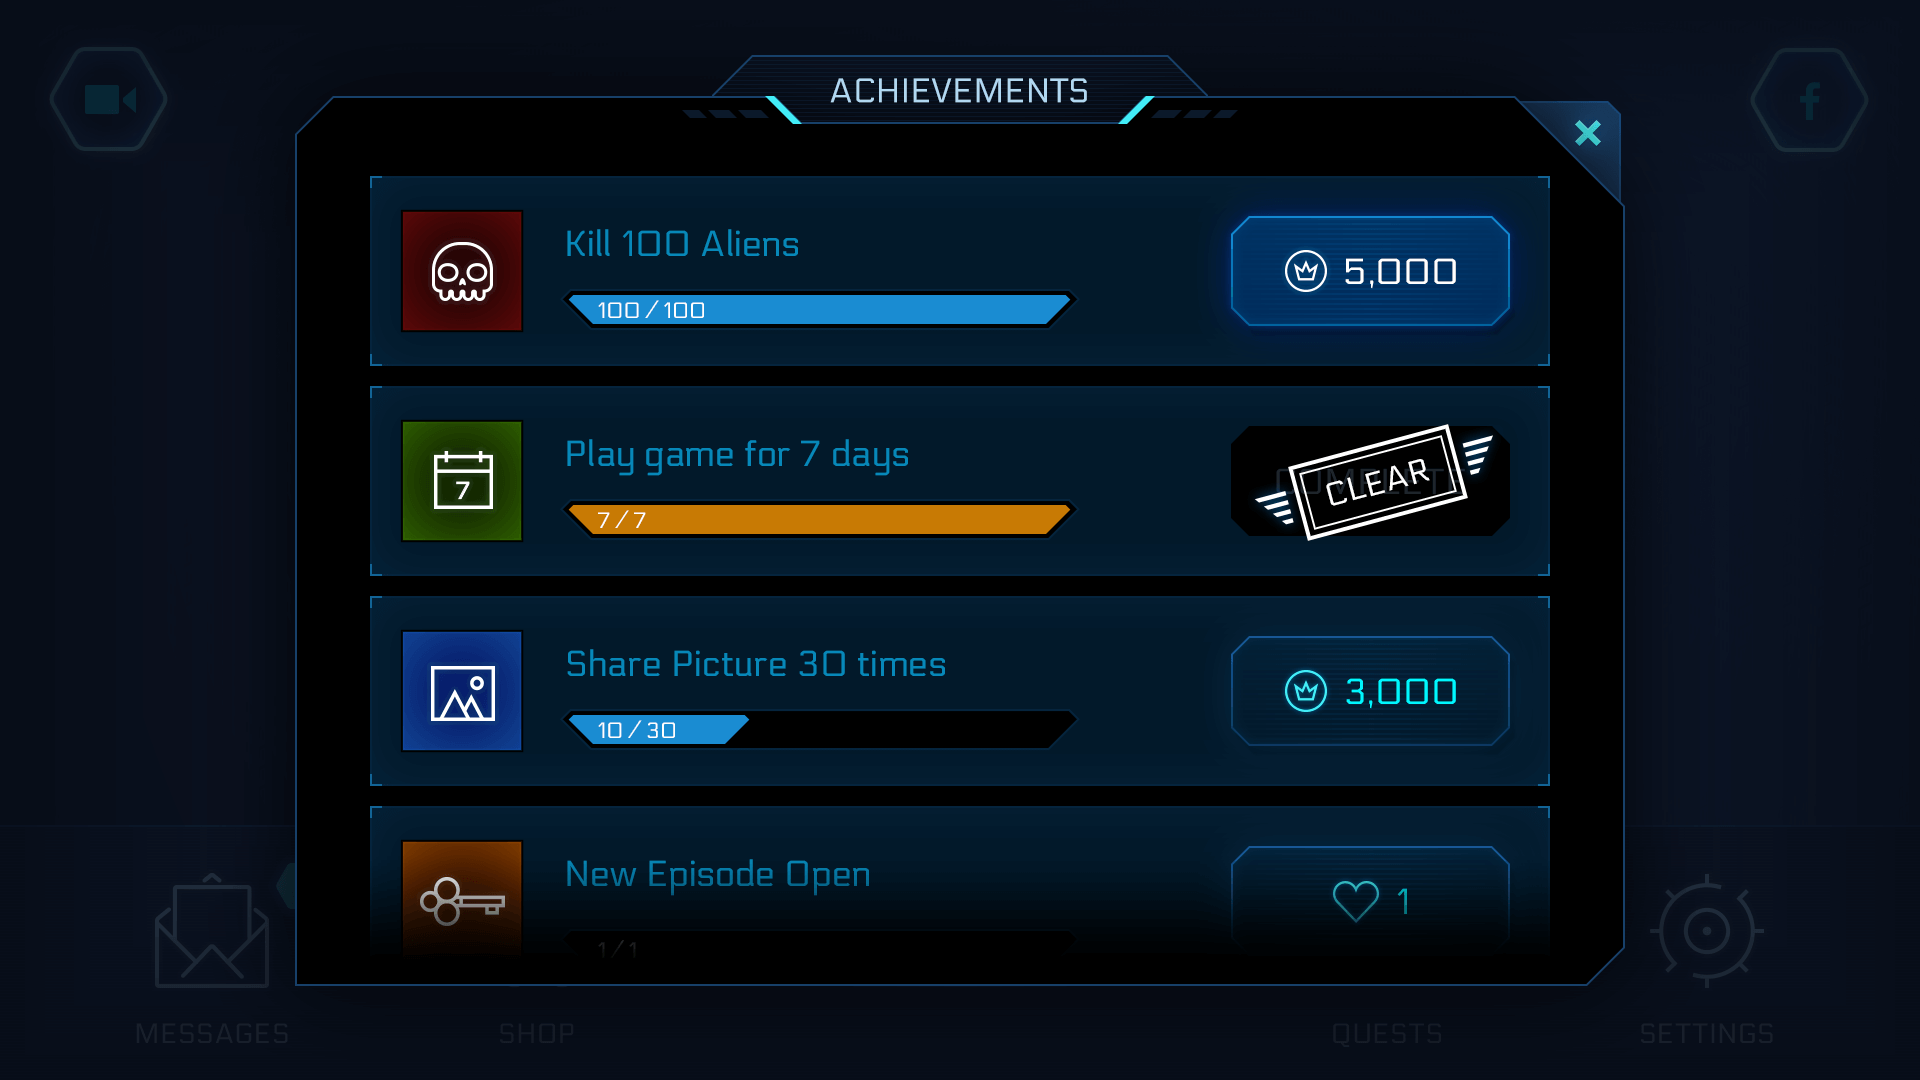 ACHIEVEMENTS
Kill 100 Aliens
5,000
100 / 100
Play game for 7 days
7
7 / 7
COMPLETE
CLEAR
Share Picture 30 times
3,000
10 / 30
New Episode Open
1
1 / 1
MESSAGES
SHOP
QUESTS
SETTINGS